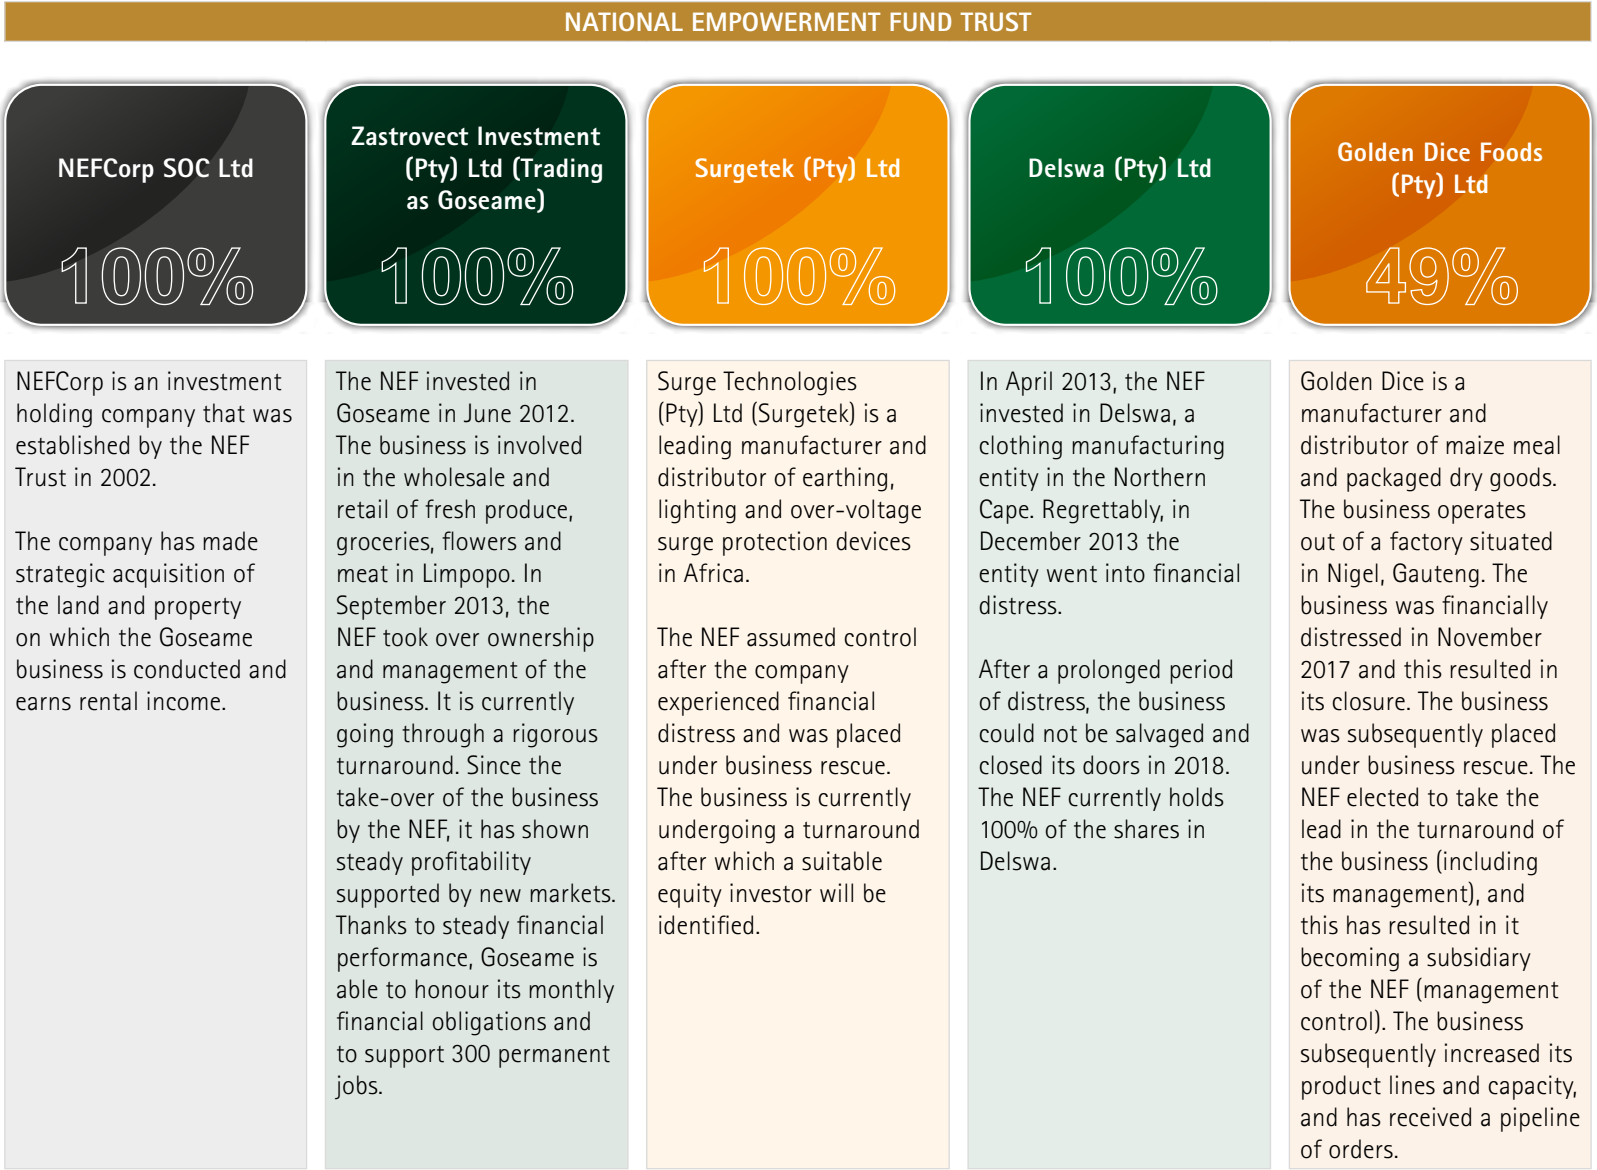 NATIONAL EMPOWERMENT FUND TRUST
NEFCorp SOC Ltd
100%
Zastrovect Investment
(Pty) Ltd (Trading
as Goseame)
100%
Surgetek (Pty) Ltd
100%
Delswa (Pty) Ltd
100%
Golden Dice Foods
(Pty) Ltd
49%
NEFCorp is an investment
holding company that was
established by the NEF
Trust in 2002.
The company has made
strategic acquisition of
the land and property
on which the Goseame
business is conducted and
earns rental income.
The NEF invested in
Goseame in June 2012.
The business is involved
in the wholesale and
retail of fresh produce,
groceries, flowers and
meat in Limpopo. In
September 2013, the
NEF took over ownership
and management of the
business. It is currently
going through a rigorous
turnaround. Since the
take-over of the business
by the NEF, it has shown
steady profitability
supported by new markets.
Thanks to steady financial
performance, Goseame is
able to honour its monthly
financial obligations and
to support 300 permanent
jobs.
Surge Technologies
(Pty) Ltd (Surgetek) is a
leading manufacturer and
distributor of earthing,
lighting and over-voltage
surge protection devices
in Africa.
The NEF assumed control
after the company
experienced financial
distress and was placed
under business rescue.
The business is currently
undergoing a turnaround
after which a suitable
equity investor will be
identified.
In April 2013, the NEF
invested in Delswa, a
clothing manufacturing
entity in the Northern
Cape. Regrettably, in
December 2013 the
entity went into financial
distress.
After a prolonged period
of distress, the business
could not be salvaged and
closed its doors in 2018.
The NEF currently holds
100% of the shares in
Delswa.
Golden Dice is a
manufacturer and
distributor of maize meal
and packaged dry goods.
The business operates
out of a factory situated
in Nigel, Gauteng. The
business was financially
distressed in November
2017 and this resulted in
its closure. The business
was subsequently placed
under business rescue. The
NEF elected to take the
lead in the turnaround of
the business (including
its management), and
this has resulted in it
becoming a subsidiary
of the NEF (management
control). The business
subsequently increased its
product lines and capacity,
and has received a pipeline
of orders.